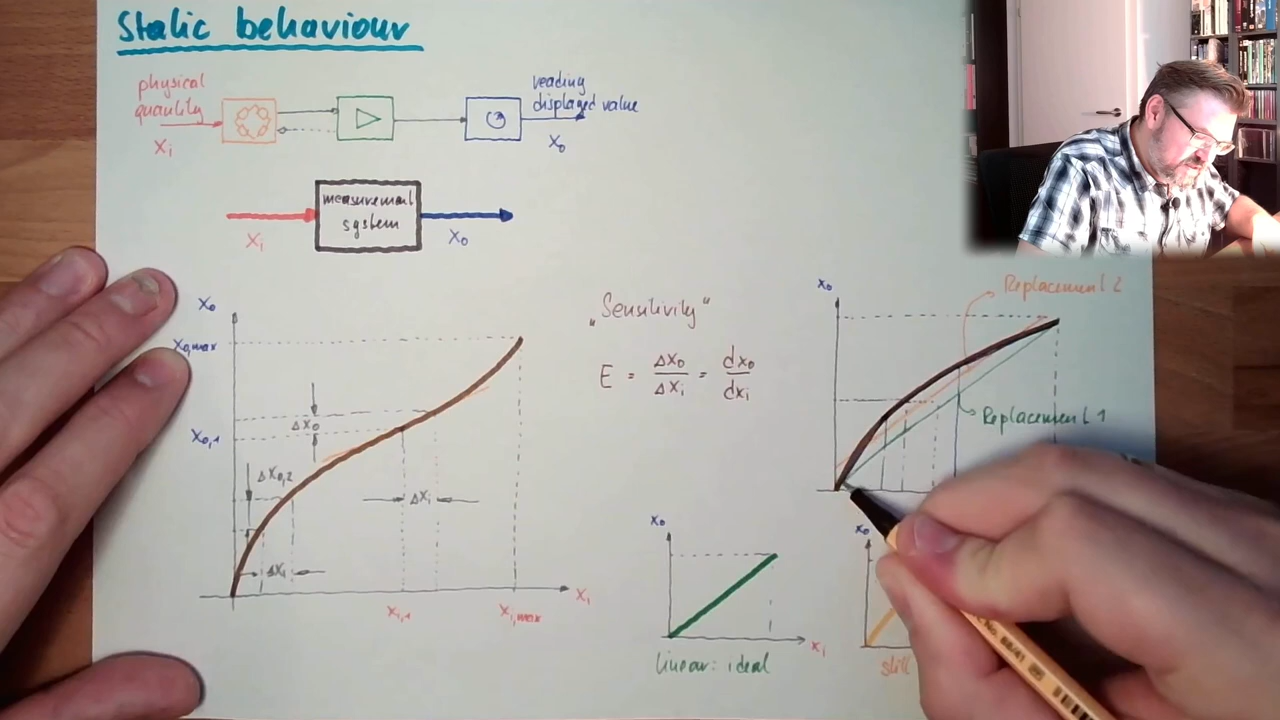 Static behaviour
physical
quantity
Xi
reading
displayed value
Xo
measurement
system
Xi
Xo
Xo
Xo,max
ΔXo
Xo,1
ΔXo,2
ΔXi
ΔXi
Xi,1
Xi,max
Xi
„Sensitivity"
E = ΔXo/ΔXi = dxo/dxi
Xo
Replacement 2
Replacement 1
Xo
Xi
linear: ideal
Xo
still